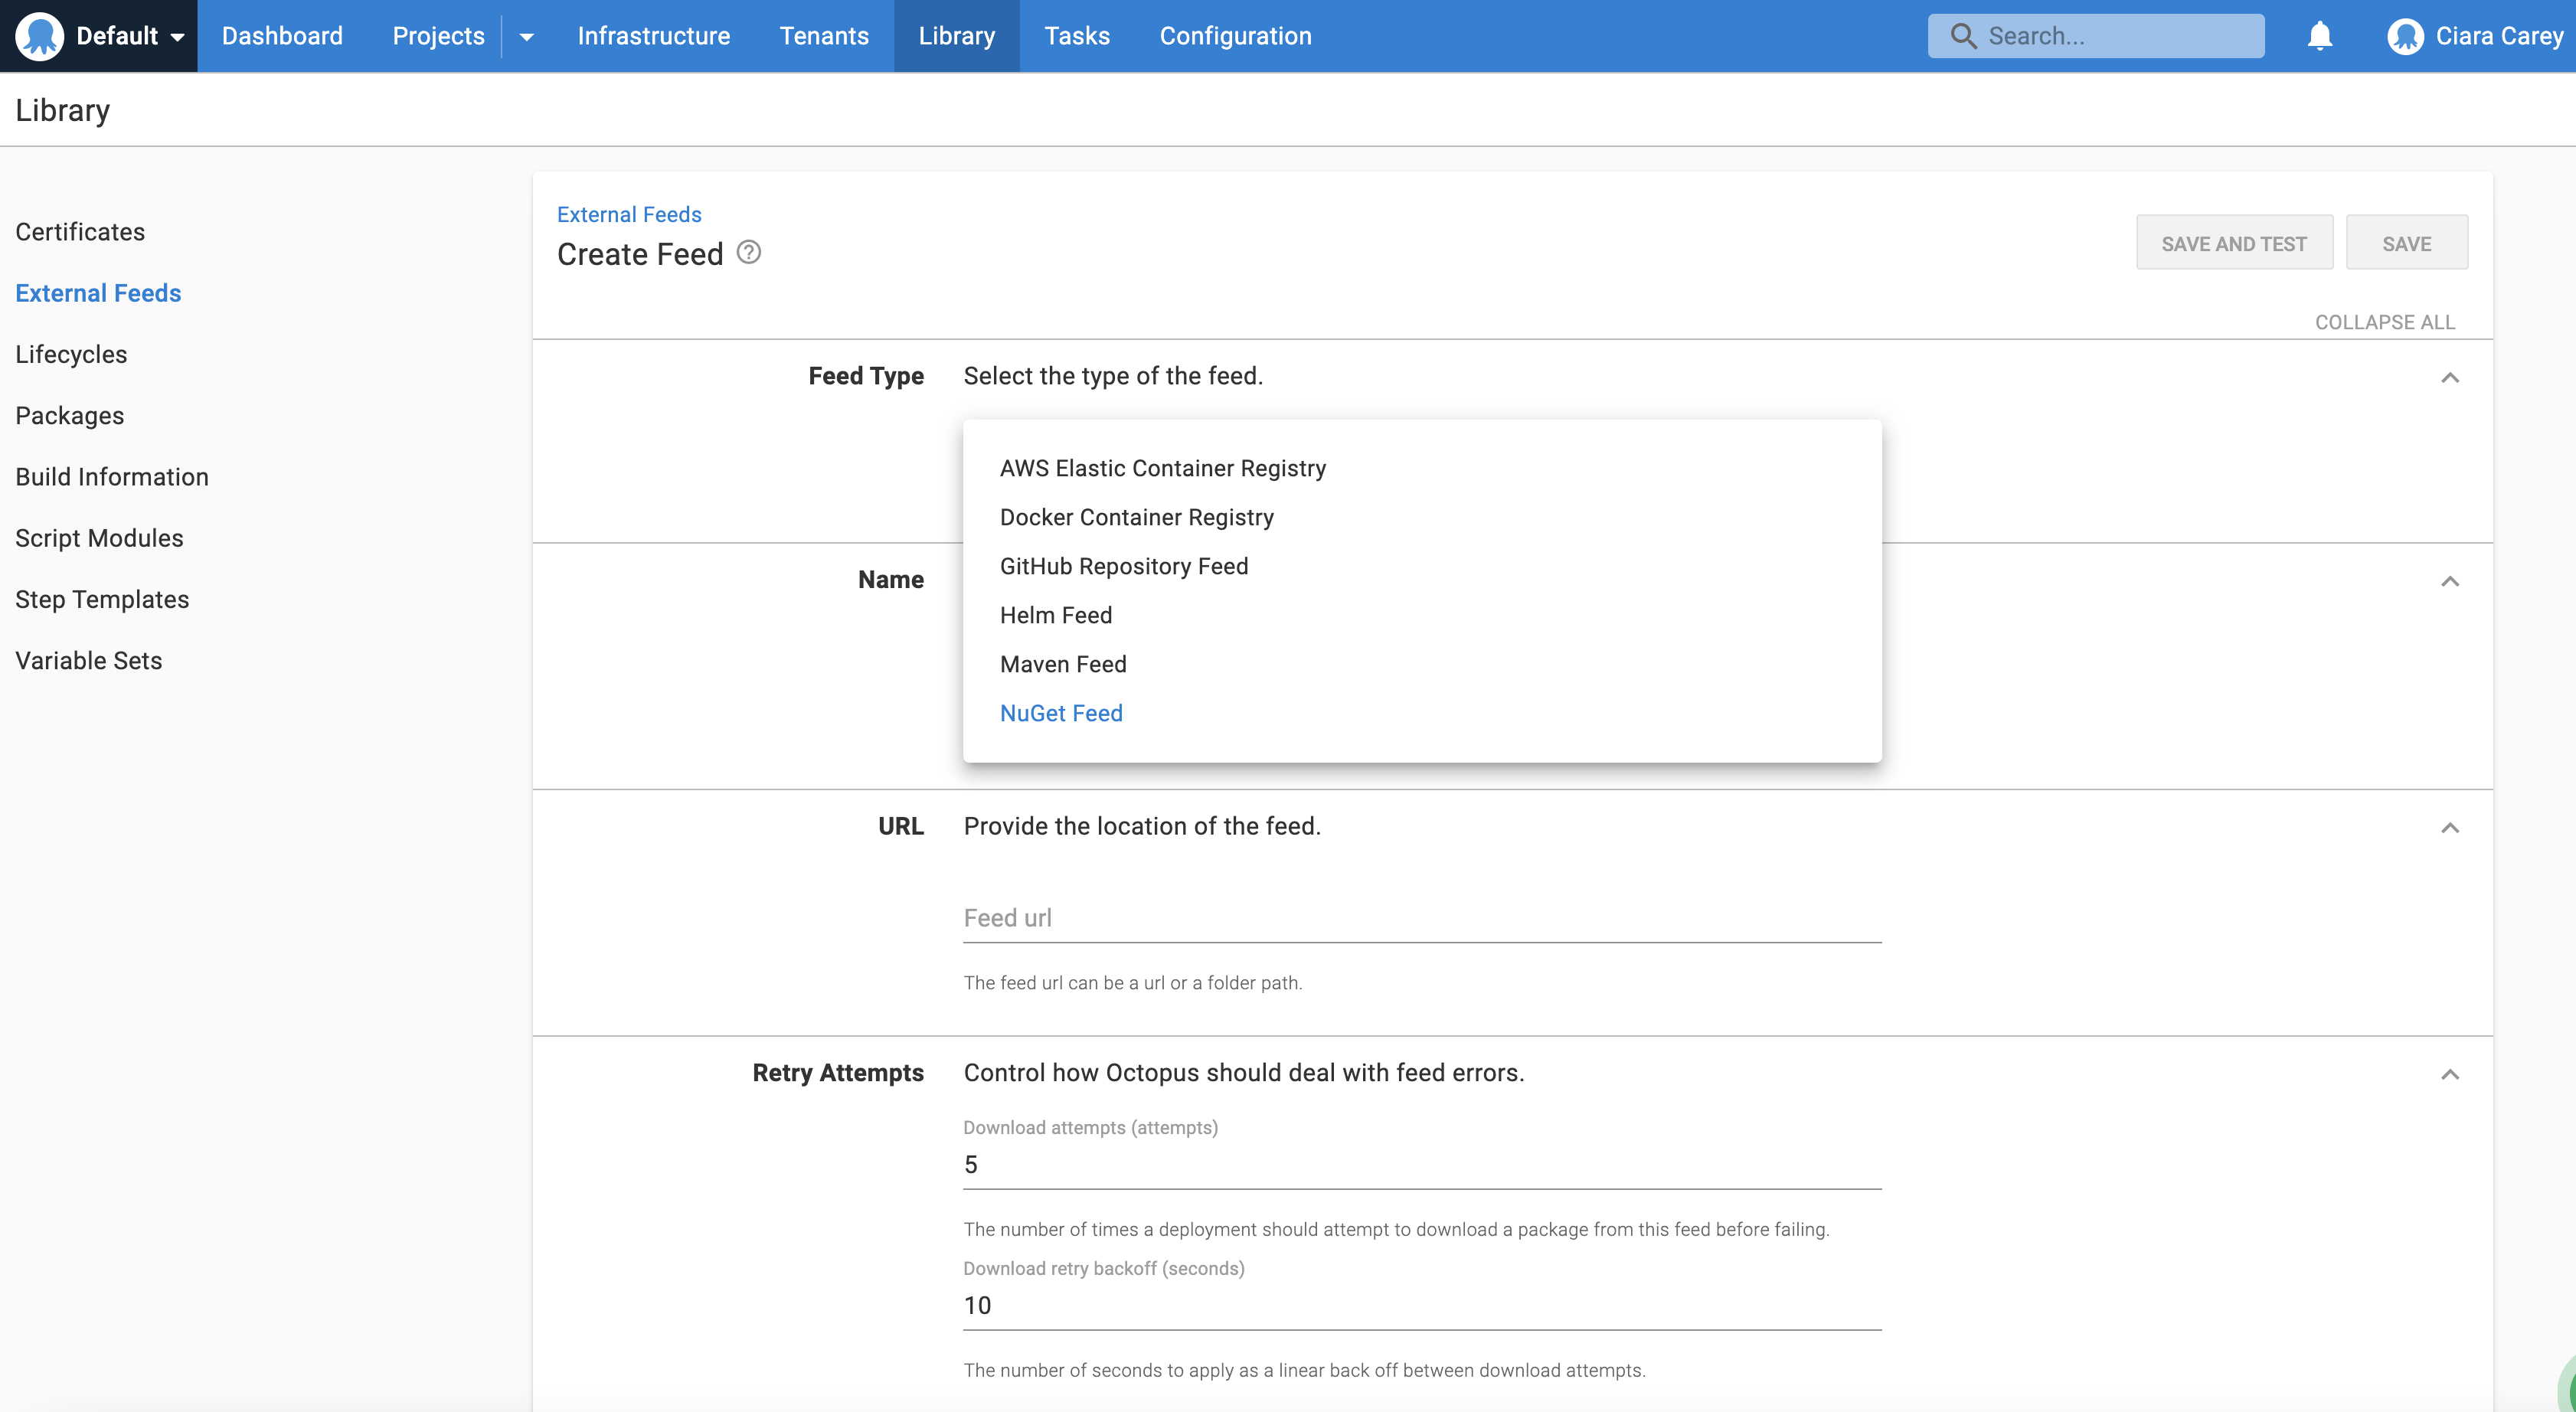 Default Dashboard Projects Infrastructure Tenants Library Tasks Configuration Search... Ciara Carey
Library
Certificates
External Feeds
Lifecycles
Packages
Build Information
Script Modules
Step Templates
Variable Sets
External Feeds
Create Feed ?
SAVE AND TEST SAVE
COLLAPSE ALL
Feed Type Select the type of the feed.
AWS Elastic Container Registry
Docker Container Registry
GitHub Repository Feed
Helm Feed
Maven Feed
NuGet Feed
Name
URL Provide the location of the feed.
Feed url
The feed url can be a url or a folder path.
Retry Attempts Control how Octopus should deal with feed errors.
Download attempts (attempts)
5
The number of times a deployment should attempt to download a package from this feed before failing.
Download retry backoff (seconds)
10
The number of seconds to apply as a linear back off between download attempts.